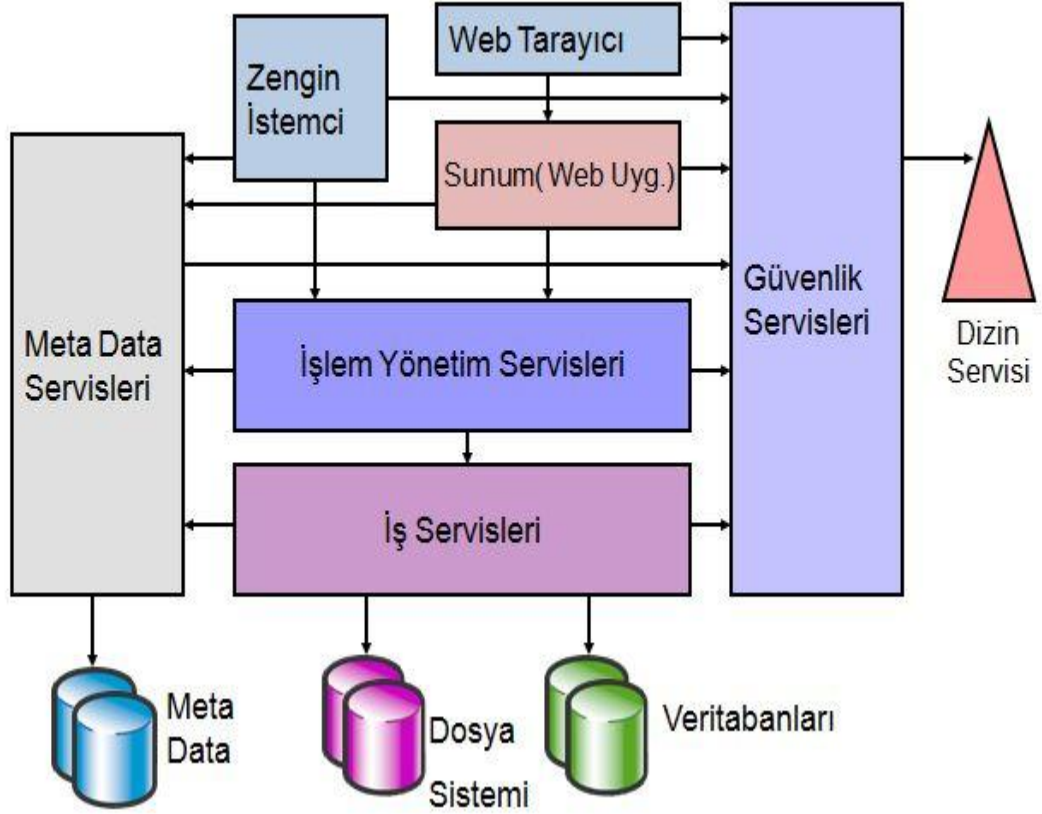 Web Tarayıcı
Zengin
İstemci
Sunum( Web Uyg.)
Güvenlik
Servisleri
Meta Data
Servisleri
İşlem Yönetim Servisleri
Dizin
Servisi
İş Servisleri
Meta
Data
Dosya
Sistemi
Veritabanları